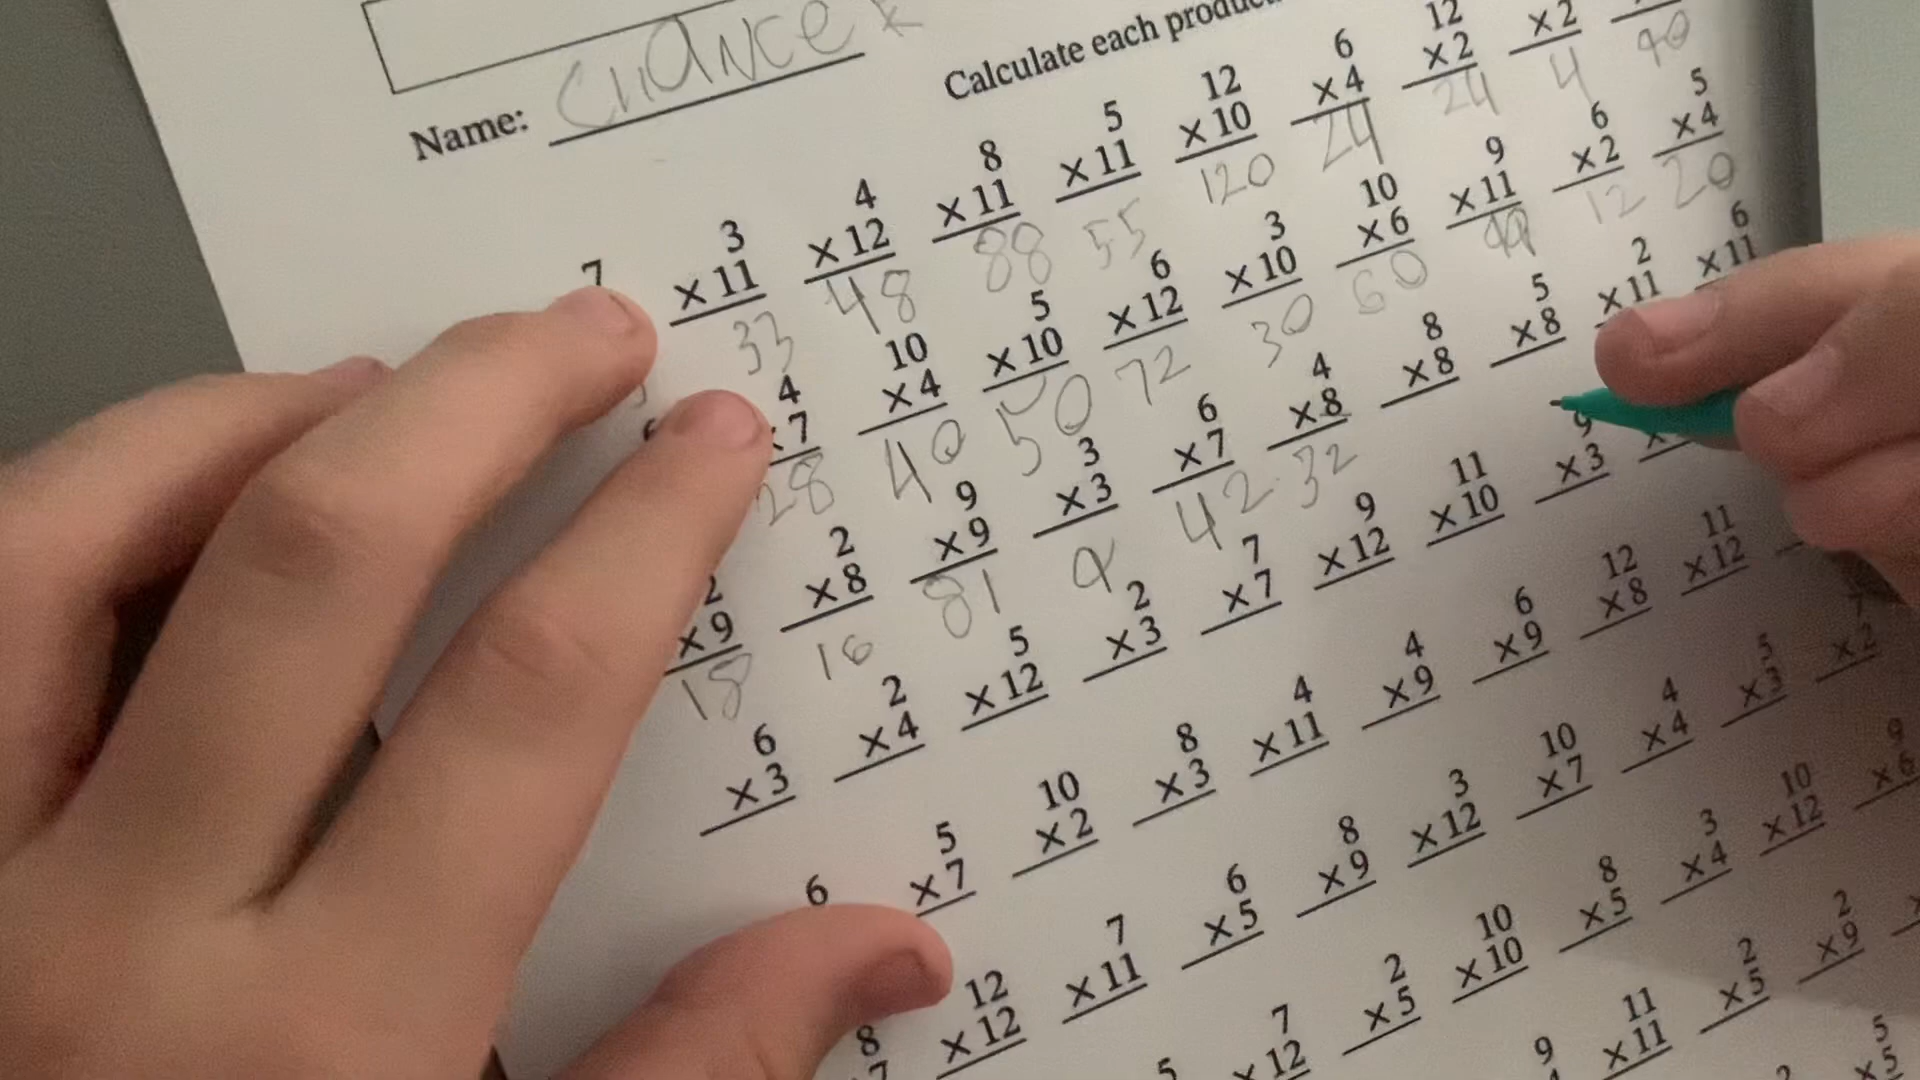 Name: Chance
Calculate each product
7 3 4 8 5 12 6 12
×11 ×12 ×11 ×11 ×10 ×4 ×2 ×2
33 48 88 55 120 24 24 4 40
4 10 5 6 3 10 9 6 5
×7 ×4 ×10 ×12 ×10 ×6 ×11 ×2 ×4
28 40 50 72 30 60 99 12 20
2 2 9 3 6 4 8 5 2 6
×9 ×8 ×9 ×3 ×7 ×8 ×8 ×8 ×11 ×11
18 16 81 9 42 32
6 2 5 2 7 9 11 9
×3 ×4 ×12 ×3 ×7 ×12 ×10 ×3
6 5 10 8 4 4 6 12 11
×7 ×2 ×3 ×11 ×9 ×9 ×8 ×12
8 12 7 6 8 3 10 4 5
7 ×12 ×11 ×5 ×9 ×12 ×7 ×4 ×3 ×2
5 7 2 10 8 3 10 9
×12 ×5 ×10 ×5 ×4 ×12 ×6
9 11 2 2
×11 ×5 ×9
2 5
×5